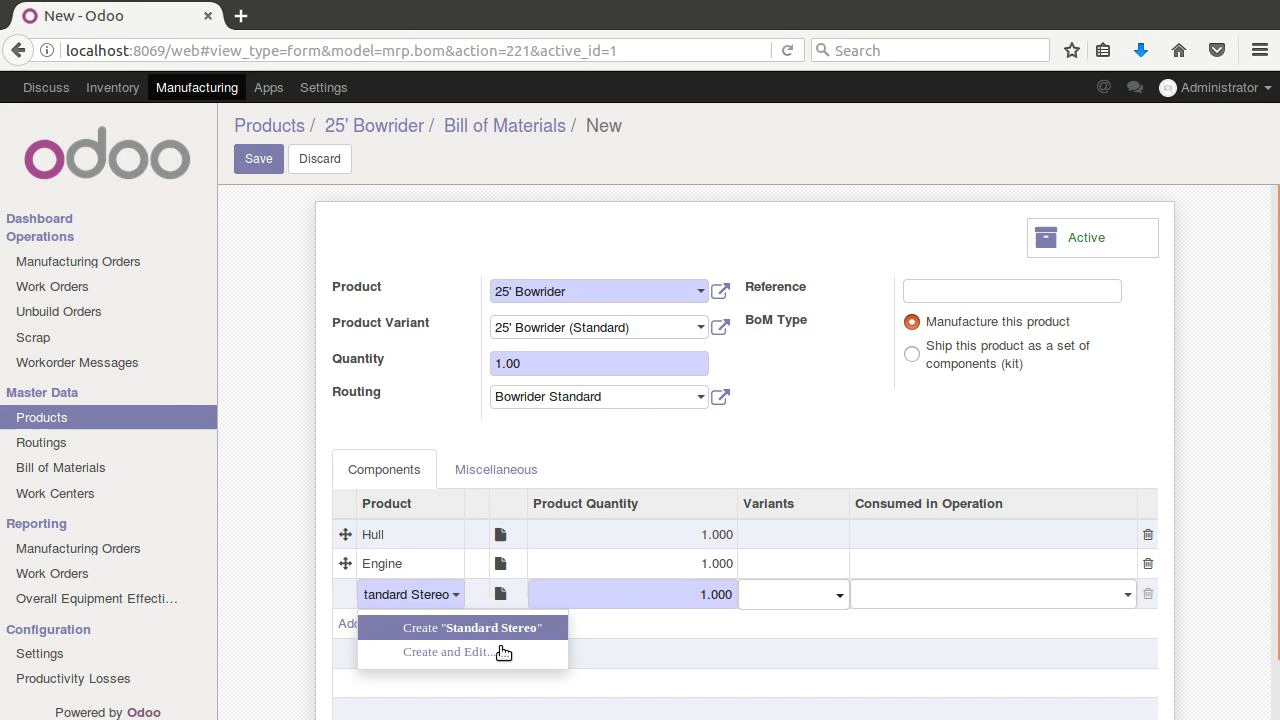 New - Odoo
localhost:8069/web#view_type=form&model=mrp.bom&action=221&active_id=1
Search
Discuss Inventory Manufacturing Apps Settings
@ Administrator
odoo
Products / 25' Bowrider / Bill of Materials / New
Save Discard
Dashboard
Operations
Manufacturing Orders
Work Orders
Unbuild Orders
Scrap
Workorder Messages
Master Data
Products
Routings
Bill of Materials
Work Centers
Reporting
Manufacturing Orders
Work Orders
Overall Equipment Effecti...
Configuration
Settings
Productivity Losses
Powered by Odoo
Active
Product 25' Bowrider
Product Variant 25' Bowrider (Standard)
Quantity 1.00
Routing Bowrider Standard
Reference
BoM Type Manufacture this product
Ship this product as a set of
components (kit)
Components Miscellaneous
Product Product Quantity Variants Consumed in Operation
Hull 1.000
Engine 1.000
tandard Stereo 1.000
Create "Standard Stereo"
Create and Edit...